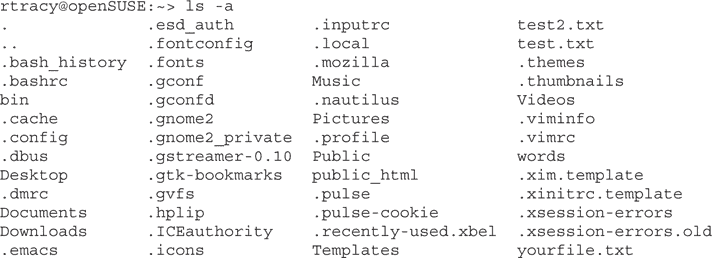 rtracy@openSUSE:~> ls -a
. .esd_auth .inputrc test2.txt
.. .fontconfig .local test.txt
.bash_history .fonts .mozilla .themes
.bashrc .gconf Music .thumbnails
bin .gconfd .nautilus Videos
.cache .gnome2 Pictures .viminfo
.config .gnome2_private .profile .vimrc
.dbus .gstreamer-0.10 Public words
Desktop .gtk-bookmarks public_html .xim.template
.dmrc .gvfs .pulse .xinitrc.template
Documents .hplip .pulse-cookie .xsession-errors
Downloads .ICEauthority .recently-used.xbel .xsession-errors.old
.emacs .icons Templates yourfile.txt